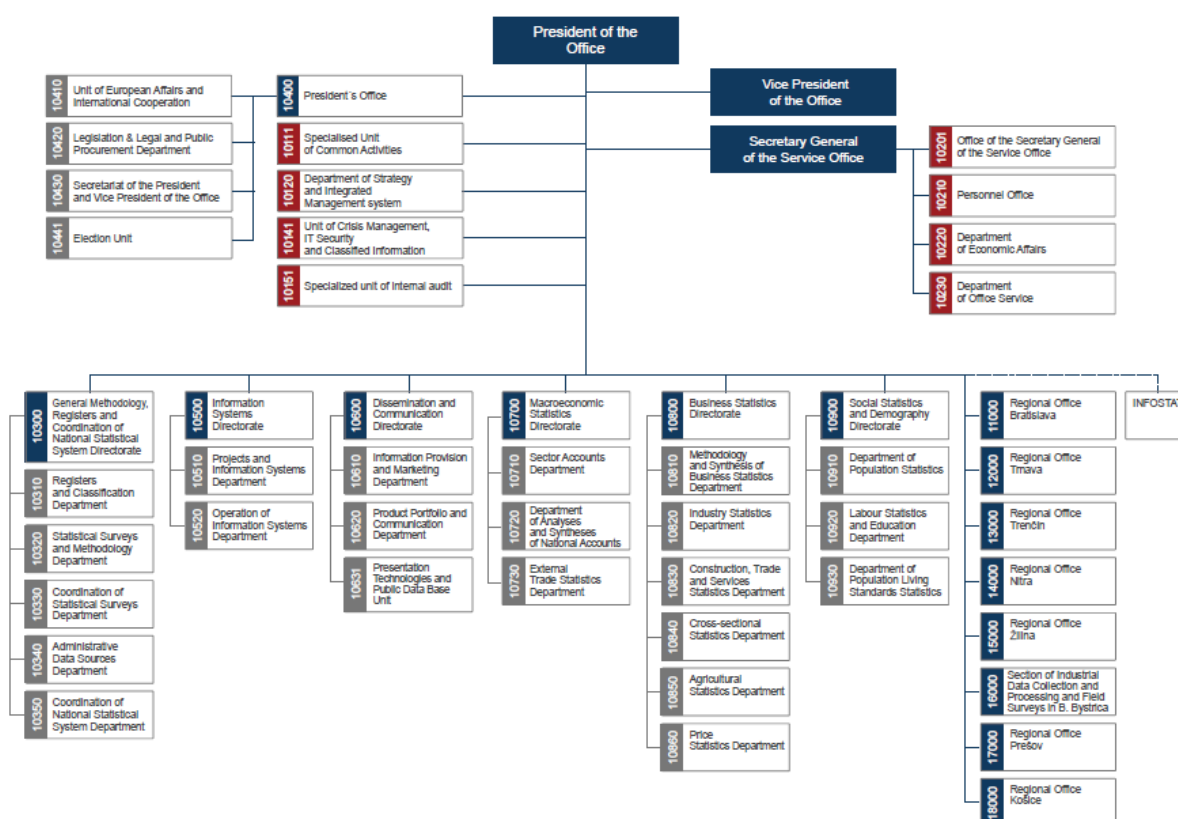 President of the
Office
Vice President
of the Office
Secretary General
of the Service Office
10410
Unit of European Affairs and
International Cooperation
10420
Legislation & Legal and Public
Procurement Department
10430
Secretariat of the President
and Vice President of the Office
10441
Election Unit
10400
President´s Office
10111
Specialised Unit
of Common Activities
10120
Department of Strategy
and Integrated
Management system
10141
Unit of Crisis Management,
IT Security
and Classified Information
10151
Specialized unit of internal audit
10201
Office of the Secretary General
of the Service Office
10210
Personnel Office
10220
Department
of Economic Affairs
10230
Department
of Office Service
10300
General Methodology,
Registers and
Coordination of
National Statistical
System Directorate
10310
Registers
and Classification
Department
10320
Statistical Surveys
and Methodology
Department
10330
Coordination of
Statistical Surveys
Department
10340
Administrative
Data Sources
Department
10350
Coordination of
National Statistical
System Department
10500
Information
Systems
Directorate
10510
Projects and
Information Systems
Department
10520
Operation of
Information Systems
Department
10600
Dissemination and
Communication
Directorate
10610
Information Provision
and Marketing
Department
10620
Product Portfolio and
Communication
Department
10631
Presentation
Technologies and
Public Data Base
Unit
10700
Macroeconomic
Statistics
Directorate
10710
Sector Accounts
Department
10720
Department
of Analyses
and Syntheses
of National Accounts
10730
External
Trade Statistics
Department
10800
Business Statistics
Directorate
10810
Methodology
and Synthesis of
Business Statistics
Department
10820
Industry Statistics
Department
10830
Construction, Trade
and Services
Statistics Department
10840
Cross-sectional
Statistics Department
10850
Agricultural
Statistics Department
10860
Price
Statistics Department
10900
Social Statistics
and Demography
Directorate
10910
Department of
Population Statistics
10920
Labour Statistics
and Education
Department
10930
Department of
Population Living
Standards Statistics
11000
Regional Office
Bratislava
12000
Regional Office
Trnava
13000
Regional Office
Trenčín
14000
Regional Office
Nitra
15000
Regional Office
Žilina
16000
Section of Industrial
Data Collection and
Processing and Field
Surveys in B. Bystrica
17000
Regional Office
Prešov
18000
Regional Office
Košice
INFOSTAT